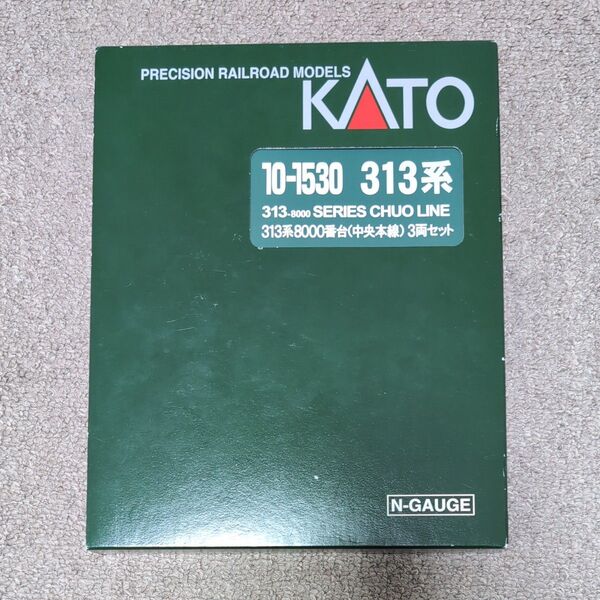 PRECISION RAILROAD MODELS
KATO
10-1530 313系
313-8000 SERIES CHUO LINE
313系8000番台(中央本線)3両セット
N-GAUGE